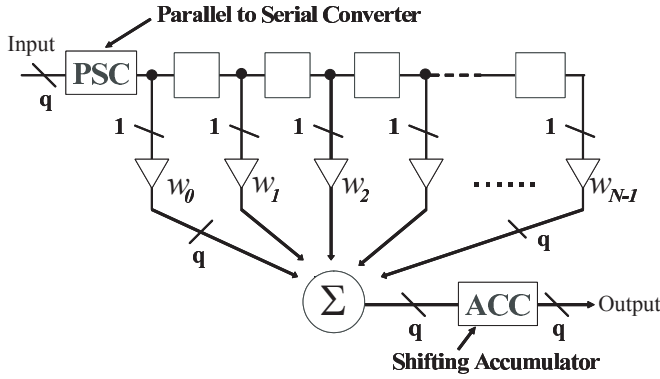 Parallel to Serial Converter
Input
PSC
q
1
1
1
1
1
w0
w1
w2
.......
wN-1
q
q
Σ
ACC
Output
q
q
Shifting Accumulator